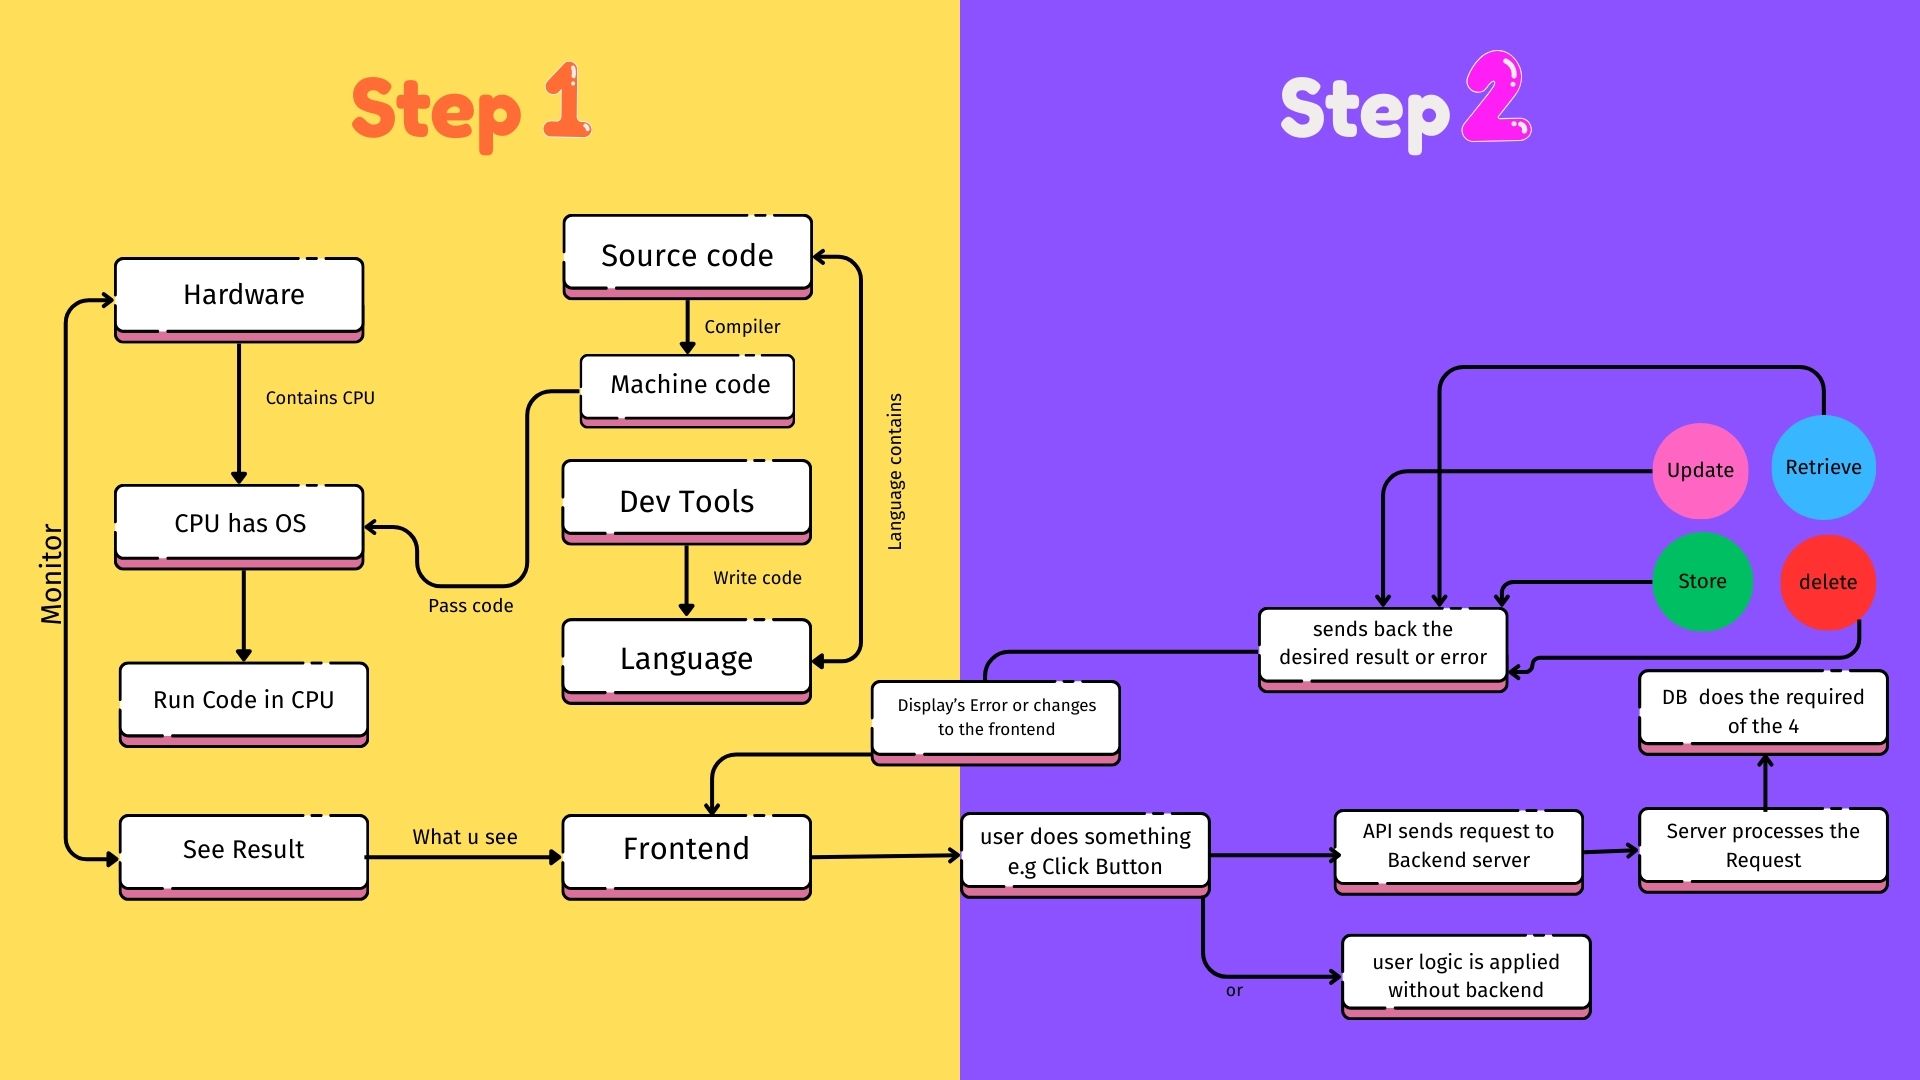 Step 1
Step 2
Hardware
Contains CPU
CPU has OS
Run Code in CPU
Monitor
See Result
What u see
Source code
Compiler
Machine code
Pass code
Dev Tools
Write code
Language
Language contains
Frontend
Display's Error or changes
to the frontend
user does something
e.g Click Button
or
user logic is applied
without backend
API sends request to
Backend server
Server processes the
Request
DB does the required
of the 4
Update
Retrieve
Store
delete
sends back the
desired result or error